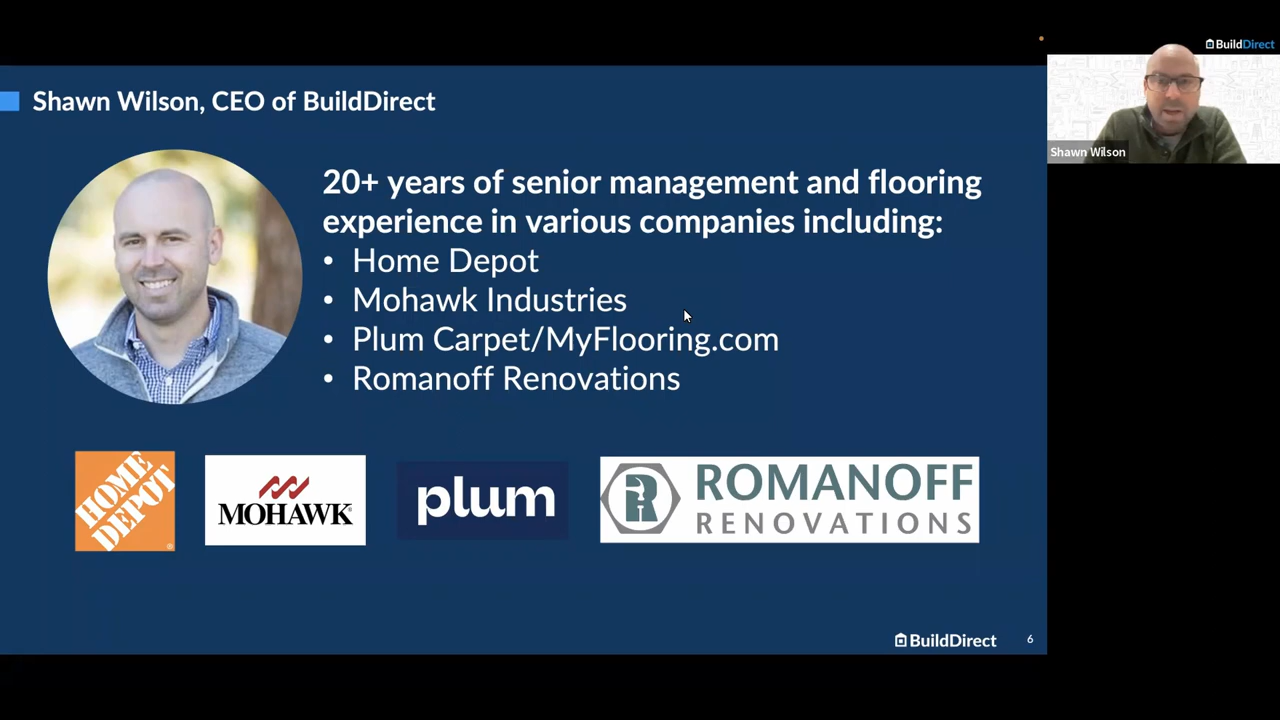 BuildDirect
Shawn Wilson, CEO of BuildDirect
Shawn Wilson
20+ years of senior management and flooring
experience in various companies including:
• Home Depot
• Mohawk Industries
• Plum Carpet/MyFlooring.com
• Romanoff Renovations
HOME
DEPOT
MOHAWK
plum
R
ROMANOFF
RENOVATIONS
BuildDirect
6